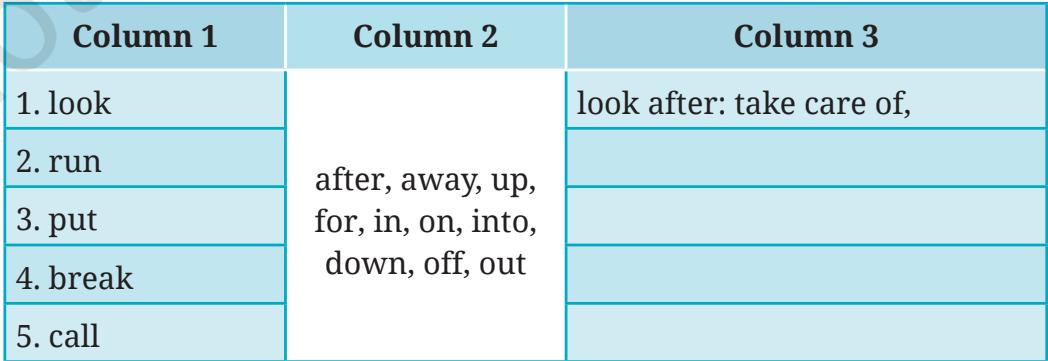 Column 1 Column 2 Column 3
1. look
look after: take care of,
2. run
3. put
4. break
5. call
after, away, up,
for, in, on, into,
down, off, out